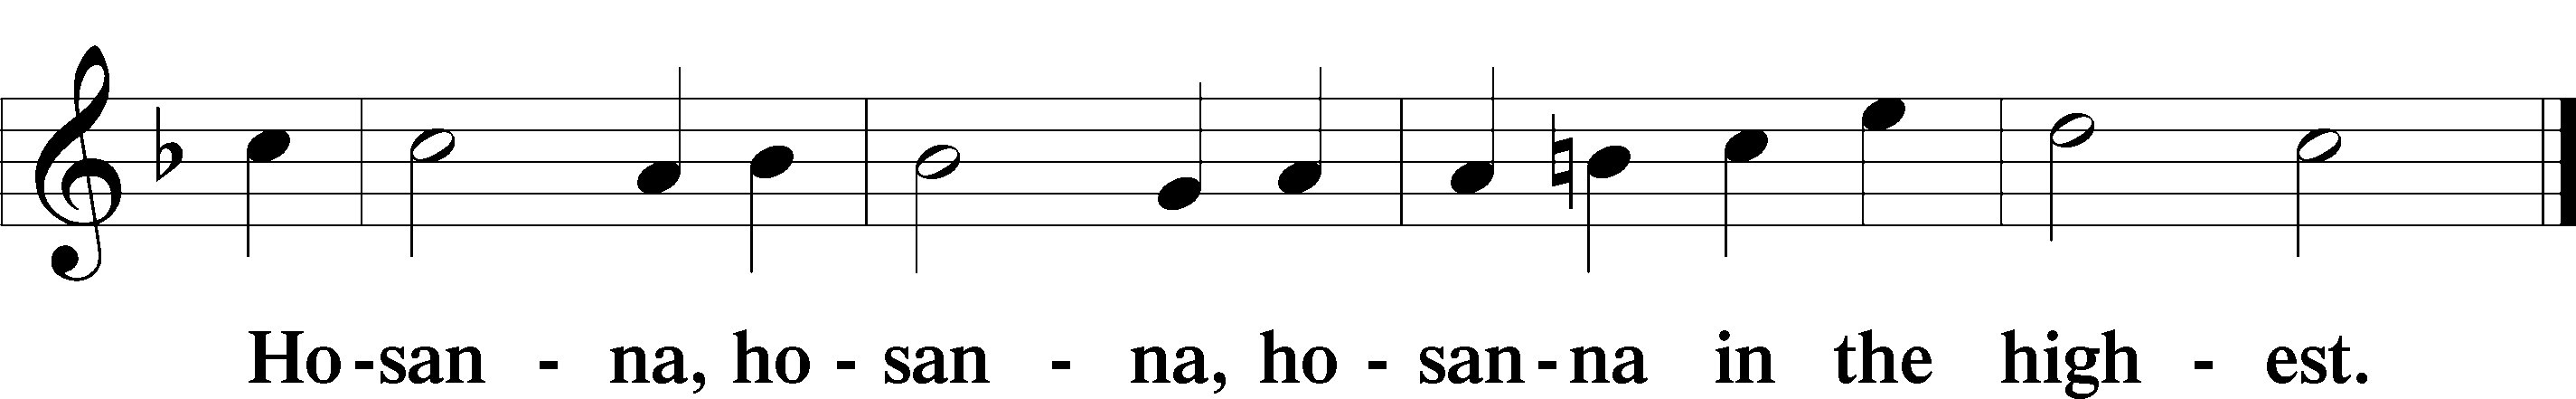 Ho - san - na, ho - san - na, ho - san - na in the high - est.